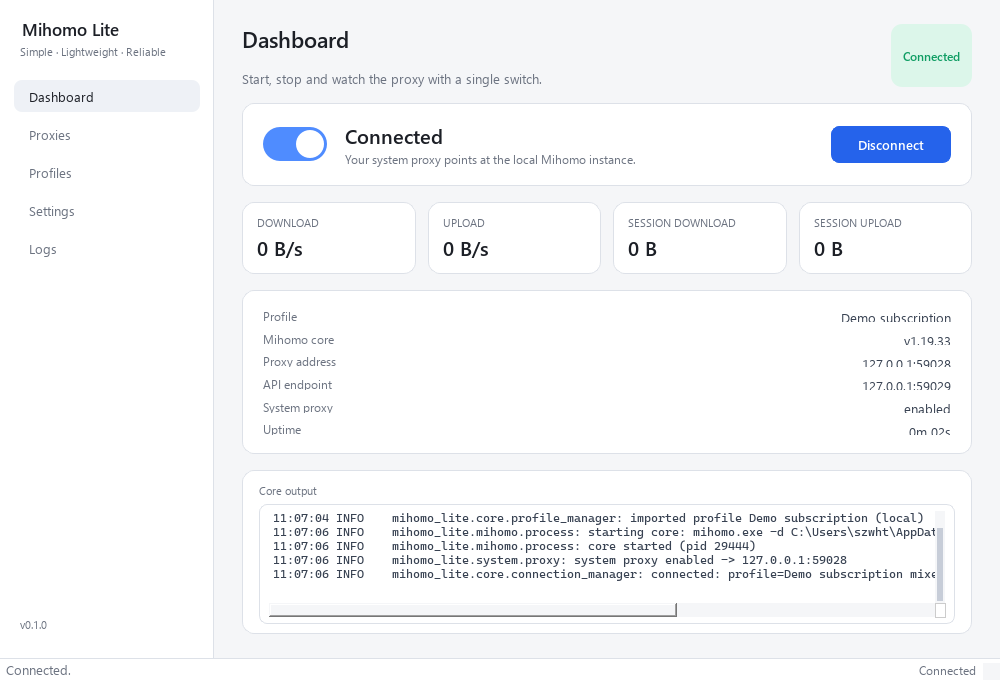 Mihomo Lite
Simple · Lightweight · Reliable
Dashboard
Proxies
Profiles
Settings
Logs
v0.1.0
Dashboard
Start, stop and watch the proxy with a single switch.
Connected
Connected
Your system proxy points at the local Mihomo instance.
Disconnect
DOWNLOAD
0 B/s
UPLOAD
0 B/s
SESSION DOWNLOAD
0 B
SESSION UPLOAD
0 B
Profile Demo subscription
Mihomo core v1.19.33
Proxy address 127.0.0.1:59028
API endpoint 127.0.0.1:59029
System proxy enabled
Uptime 0m 02s
Core output
11:07:04 INFO mihomo_lite.core.profile_manager: imported profile Demo subscription (local)
11:07:06 INFO mihomo_lite.mihomo.process: starting core: mihomo.exe -d C:\Users\szwht\AppDat
11:07:06 INFO mihomo_lite.mihomo.process: core started (pid 29444)
11:07:06 INFO mihomo_lite.system.proxy: system proxy enabled -> 127.0.0.1:59028
11:07:06 INFO mihomo_lite.core.connection_manager: connected: profile=Demo subscription mixe
Connected.
Connected